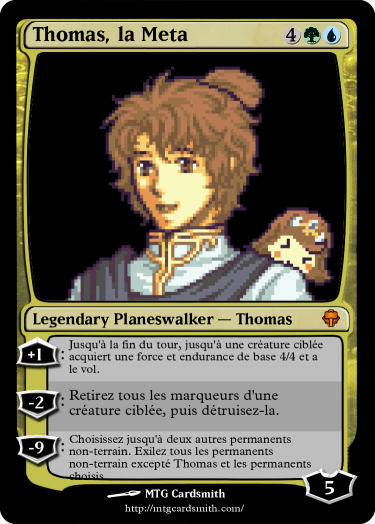 Thomas, la Meta 4
Legendary Planeswalker — Thomas
+1 : Jusqu'à la fin du tour, jusqu'à une créature ciblée
acquiert une force et endurance de base 4/4 et a
le vol.
-2 : Retirez tous les marqueurs d'une
créature ciblée, puis détruisez-la.
-9 : Choisissez jusqu'à deux autres permanents
non-terrain. Exilez tous les permanents
non-terrain excepté Thomas et les permanents
choisis
5
MTG Cardsmith
http://mtgcardsmith.com/